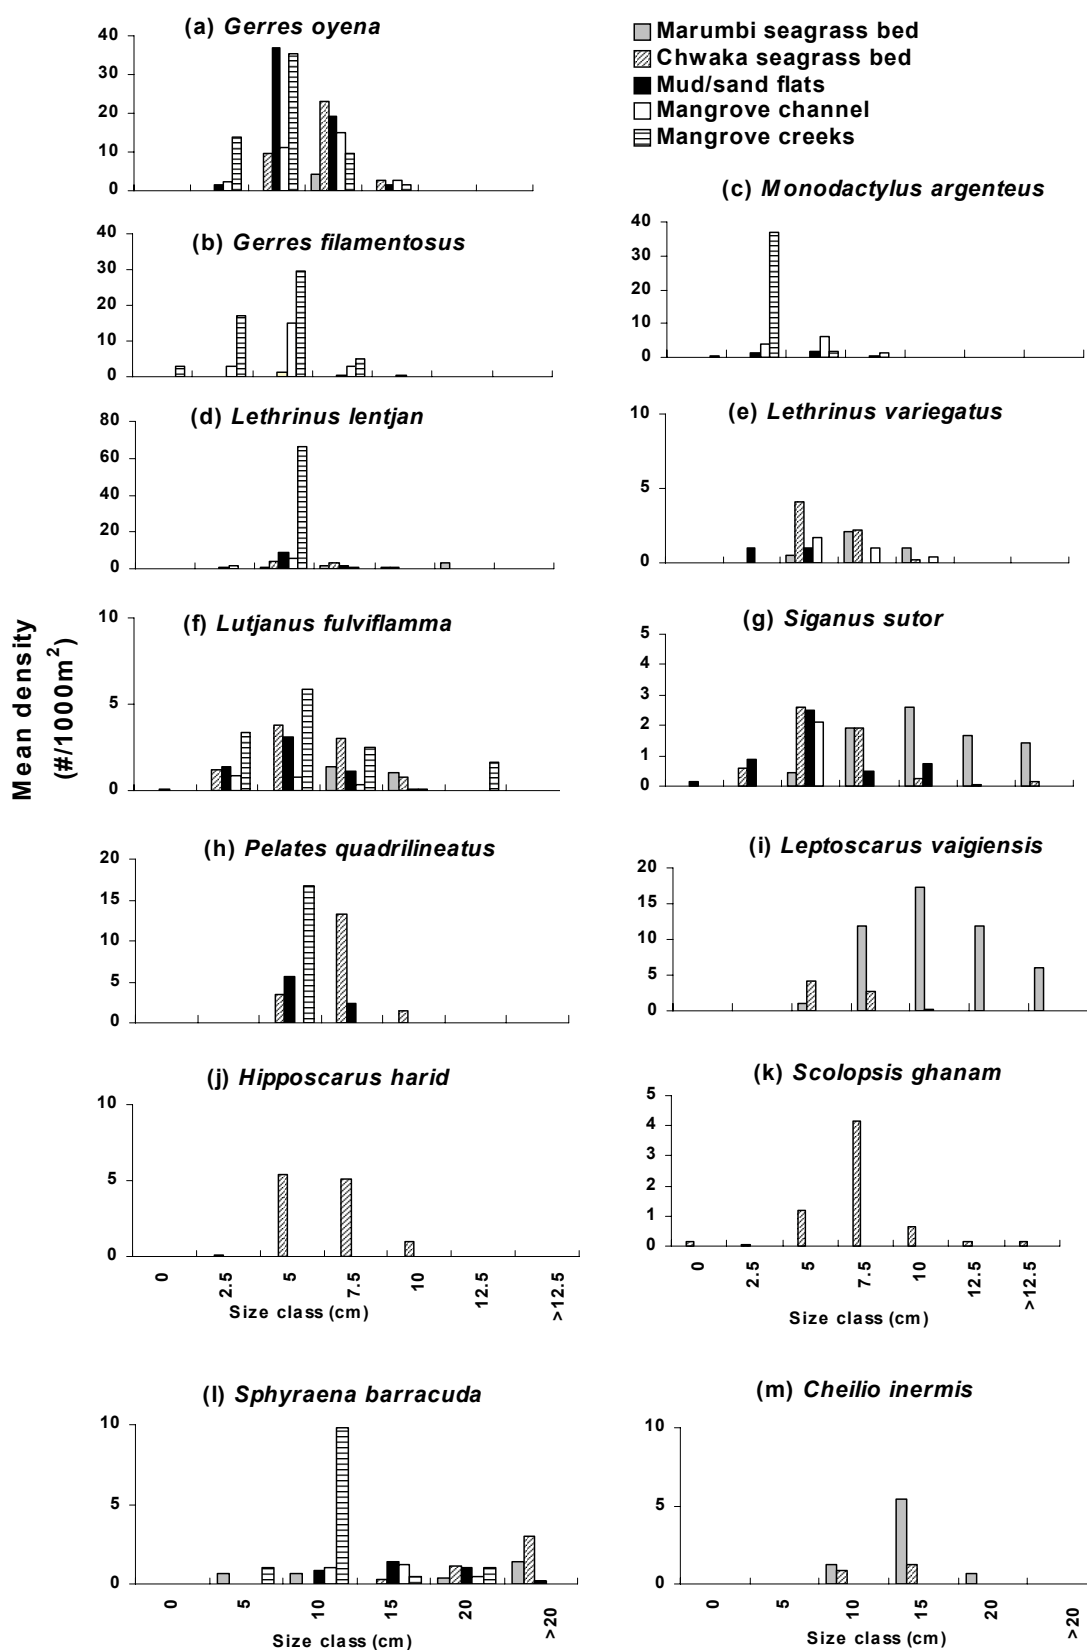 (a) Gerres oyena
40
30
20
10
0
Marumbi seagrass bed
Chwaka seagrass bed
Mud/sand flats
Mangrove channel
Mangrove creeks
(b) Gerres filamentosus
40
30
20
10
0
(c) Monodactylus argenteus
40
30
20
10
0
(d) Lethrinus lentjan
80
60
40
20
0
(e) Lethrinus variegatus
10
5
0
Mean density
(#/1000m²)
(f) Lutjanus fulviflamma
10
5
0
(g) Siganus sutor
5
4
3
2
1
0
(h) Pelates quadrilineatus
20
15
10
5
0
(i) Leptoscarus vaigiensis
20
15
10
5
0
(j) Hipposcarus harid
10
5
0
0 2.5 5 7.5 10 12.5 >12.5
Size class (cm)
(k) Scolopsis ghanam
5
4
3
2
1
0
0 2.5 5 7.5 10 12.5 >12.5
Size class (cm)
(l) Sphyraena barracuda
10
5
0
0 5 10 15 20 >20
Size class (cm)
(m) Cheilio inermis
10
5
0
0 5 10 15 20 >20
Size class (cm)